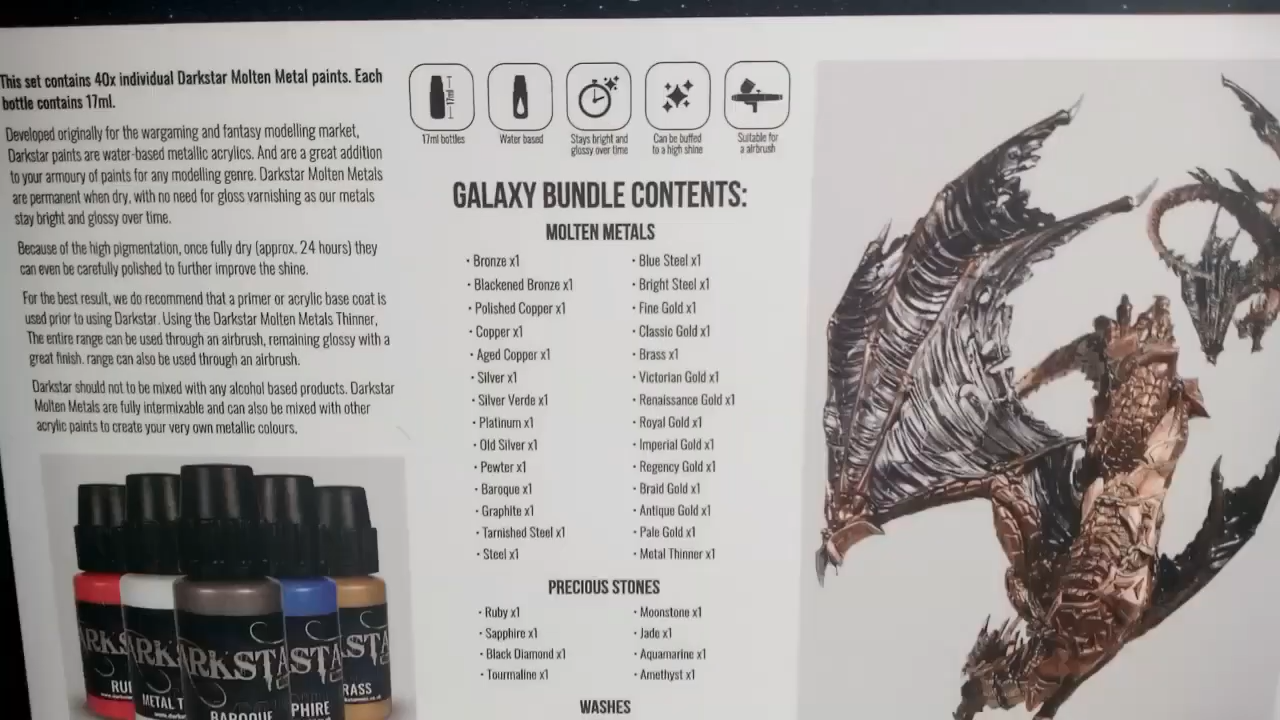 This set contains 40x individual Darkstar Molten Metal paints. Each
bottle contains 17ml.
Developed originally for the wargaming and fantasy modelling market,
Darkstar paints are water-based metallic acrylics. And are a great addition
to your armoury of paints for any modelling genre. Darkstar Molten Metals
are permanent when dry, with no need for gloss varnishing as our metals
stay bright and glossy over time.
Because of the high pigmentation, once fully dry (approx. 24 hours) they
can even be carefully polished to further improve the shine.
For the best result, we do recommend that a primer or acrylic base coat is
used prior to using Darkstar. Using the Darkstar Molten Metals Thinner,
The entire range can be used through an airbrush, remaining glossy with a
great finish. range can also be used through an airbrush.
Darkstar should not to be mixed with any alcohol based products. Darkstar
Molten Metals are fully intermixable and can also be mixed with other
acrylic paints to create your very own metallic colours.
17ml
17ml bottles
Water based
Stays bright and
glossy over time
Can be buffed
to a high shine
Suitable for
a airbrush
GALAXY BUNDLE CONTENTS:
MOLTEN METALS
• Bronze x1
• Blackened Bronze x1
• Polished Copper x1
• Copper x1
• Aged Copper x1
• Silver x1
• Silver Verde x1
• Platinum x1
• Old Silver x1
• Pewter x1
• Baroque x1
• Graphite x1
• Tarnished Steel x1
• Steel x1
• Blue Steel x1
• Bright Steel x1
• Fine Gold x1
• Classic Gold x1
• Brass x1
• Victorian Gold x1
• Renaissance Gold x1
• Royal Gold x1
• Imperial Gold x1
• Regency Gold x1
• Braid Gold x1
• Antique Gold x1
• Pale Gold x1
• Metal Thinner x1
PRECIOUS STONES
• Ruby x1
• Sapphire x1
• Black Diamond x1
• Tourmaline x1
• Moonstone x1
• Jade x1
• Aquamarine x1
• Amethyst x1
WASHES
ARKS
ARK
ARKSTA
STA
STA
RU
METAL T
BAROQUE
PHIRE
RASS